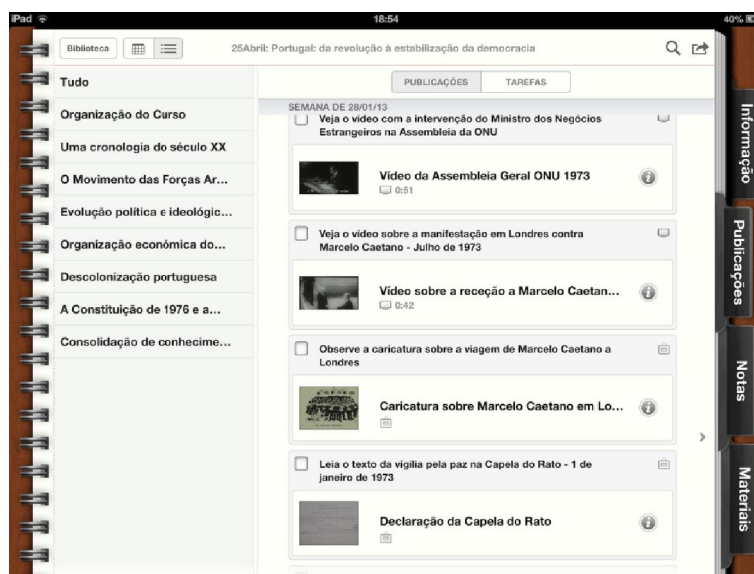 iPad
18:54
40%
Biblioteca
25Abril: Portugal: da revolução à estabilização da democracia
Tudo
Organização do Curso
Uma cronologia do século XX
O Movimento das Forças Ar...
Evolução política e ideológic...
Organização económica do...
Descolonização portuguesa
A Constituição de 1976 e a...
Consolidação de conhecime...
PUBLICAÇÕES
TAREFAS
SEMANA DE 28/01/13
Veja o vídeo com a intervenção do Ministro dos Negócios
Estrangeiros na Assembleia da ONU
Vídeo da Assembleia Geral ONU 1973
0:51
Veja o vídeo sobre a manifestação em Londres contra
Marcelo Caetano - Julho de 1973
Vídeo sobre a receção a Marcelo Caetan...
0:42
Observe a caricatura sobre a viagem de Marcelo Caetano a
Londres
Caricatura sobre Marcelo Caetano em Lo...
Leia o texto da vígilia pela paz na Capela do Rato - 1 de
janeiro de 1973
Declaração da Capela do Rato
Informação
Publicações
Notas
Materiais